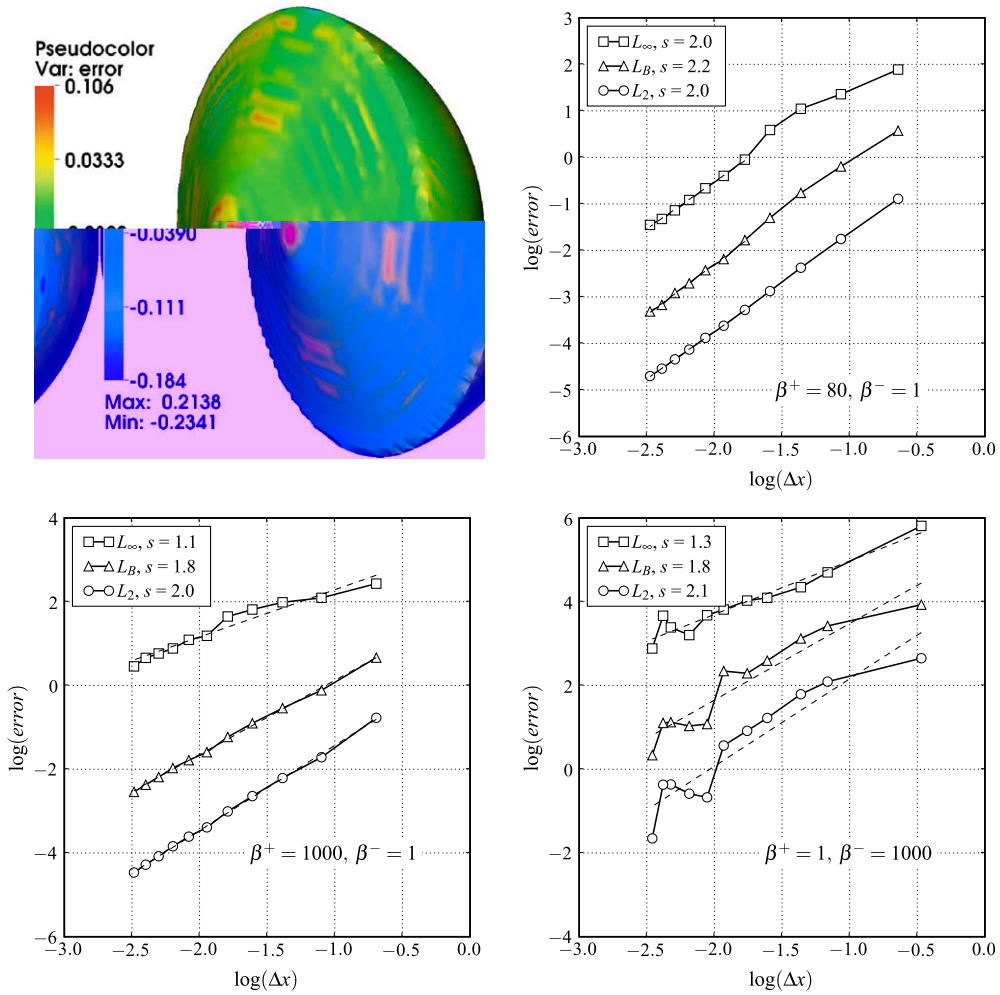 Pseudocolor
Var: error
0.106
0.0333
-0.0390
-0.111
-0.184
Max: 0.2138
Min: -0.2341
3
2
1
0
−1
−2
−3
−4
−5
−6
log(error)
L∞, s = 2.0
L_B, s = 2.2
L_2, s = 2.0
β⁺ = 80, β⁻ = 1
−3.0 −2.5 −2.0 −1.5 −1.0 −0.5 0.0
log(Δx)
4
2
0
−2
−4
−6
log(error)
L∞, s = 1.1
L_B, s = 1.8
L_2, s = 2.0
β⁺ = 1000, β⁻ = 1
−3.0 −2.5 −2.0 −1.5 −1.0 −0.5 0.0
log(Δx)
6
4
2
0
−2
4
log(error)
L∞, s = 1.3
L_B, s = 1.8
L_2, s = 2.1
β⁺ = 1, β⁻ = 1000
−3.0 −2.5 −2.0 −1.5 −1.0 −0.5 0.0
log(Δx)